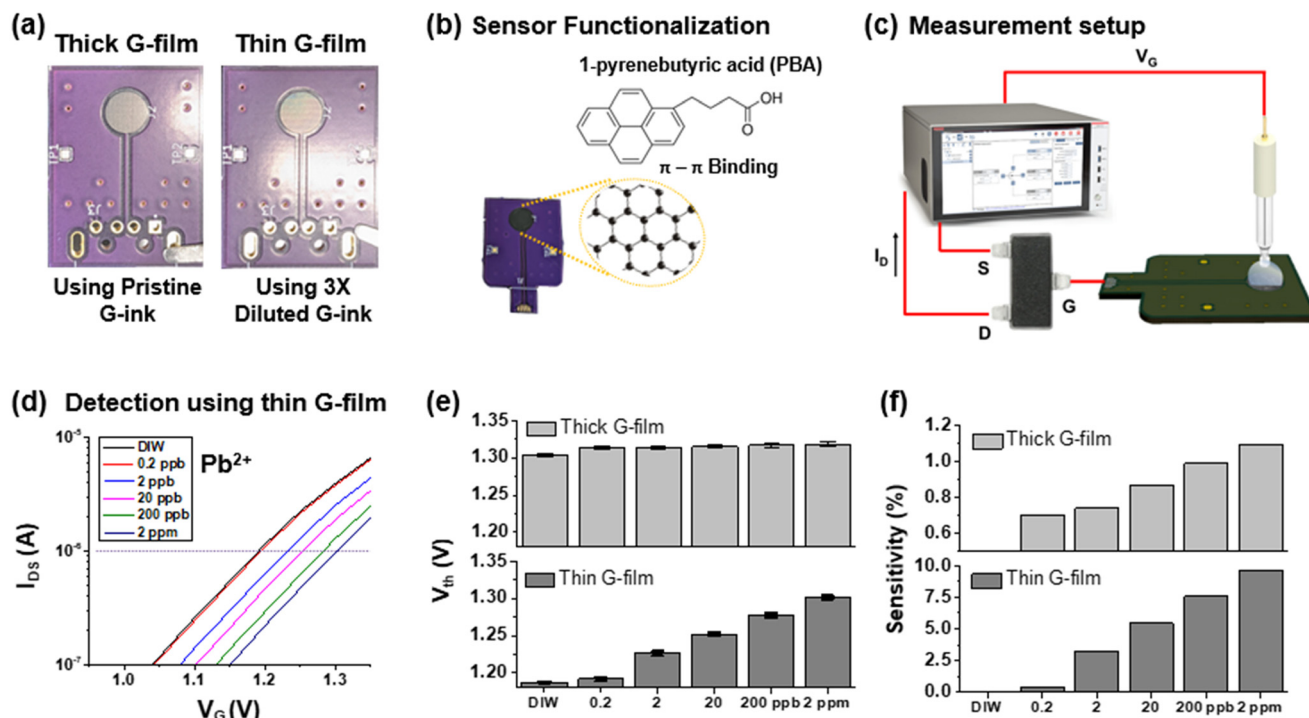 (a)
Thick G-film
Thin G-film
TP1
TP2
TP1
Using Pristine
G-ink
Using 3X
Diluted G-ink
(b) Sensor Functionalization
1-pyrenebutyric acid (PBA)
OH
O
π – π Binding
(c) Measurement setup
V_G
I_D
S
D
G
(d) Detection using thin G-film
DIW
0.2 ppb
2 ppb
20 ppb
200 ppb
2 ppm
Pb²⁺
10⁻⁵
10⁻⁶
10⁻⁷
I_DS (A)
1.0 1.1 1.2 1.3
V_G (V)
(e)
Thick G-film
1.35
1.30
1.25
1.20
Thin G-film
1.30
1.25
1.20
V_th (V)
DIW 0.2 2 20 200 ppb 2 ppm
(f)
Thick G-film
1.2
1.0
0.8
0.6
Thin G-film
10.0
7.5
5.0
2.5
0.0
Sensitivity (%)
DIW 0.2 2 20 200 ppb 2 ppm